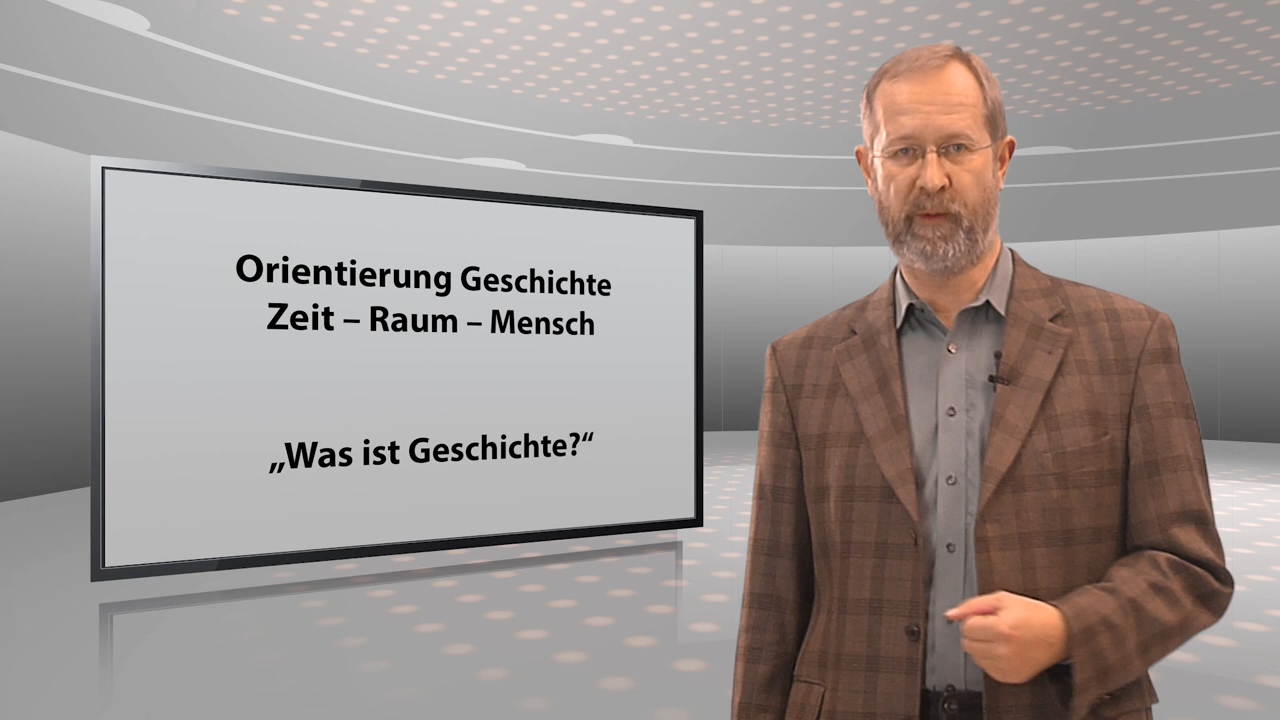 Orientierung Geschichte
Zeit – Raum – Mensch
„Was ist Geschichte?“